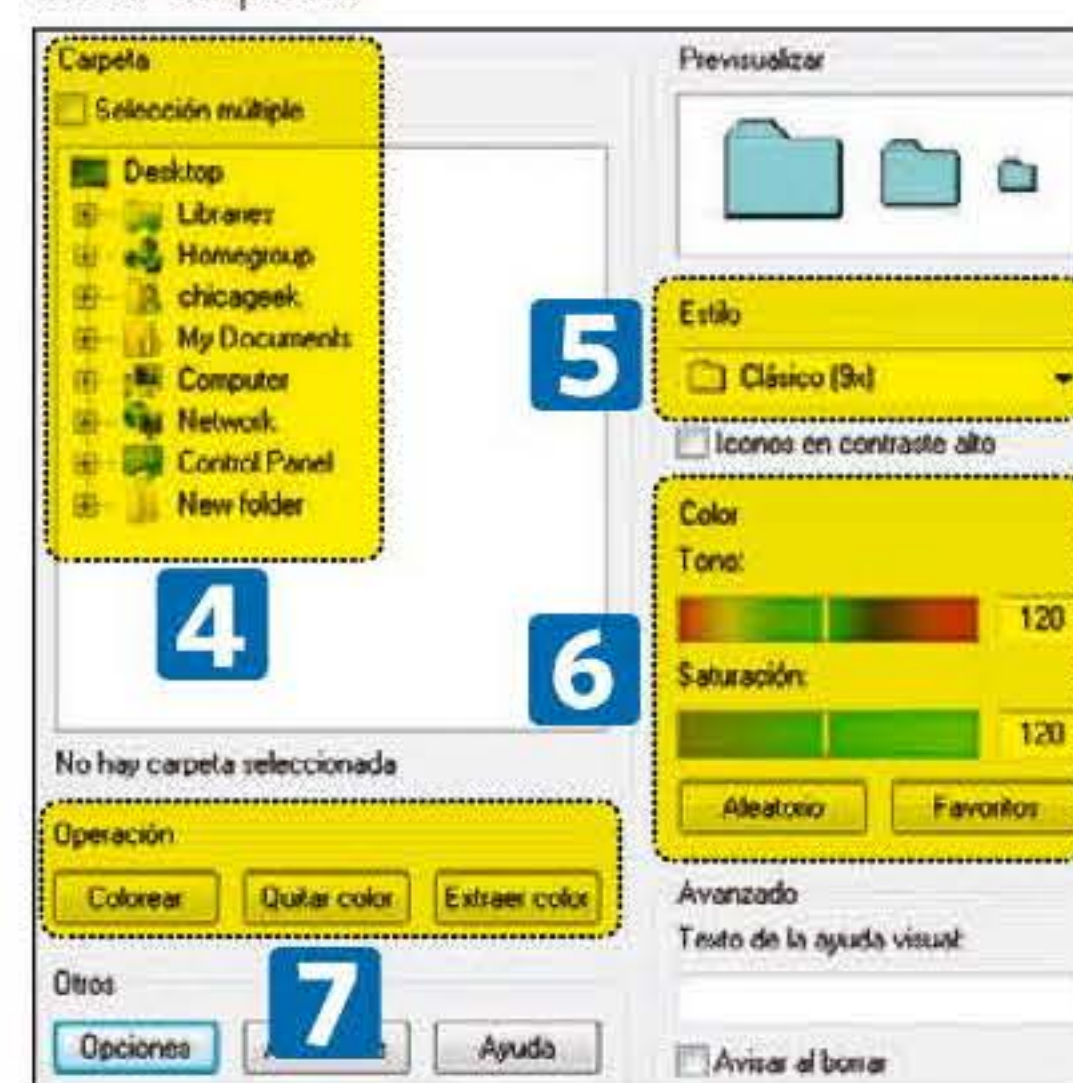 Carpeta
Selección múltiple
Desktop
Libraries
Homegroup
chicageek
My Documents
Computer
Network
Control Panel
New folder
4
No hay carpeta seleccionada
Operación
Colorear Quitar color Extraer color
7
Otros
Opciones Ayuda
Previsualizar
5
Estilo
Clásico (9x)
Iconos en contraste alto
6
Color
Tono:
120
Saturación:
120
Aleatorio Favoritos
Avanzado
Texto de la ayuda visual:
Avisar al borrar